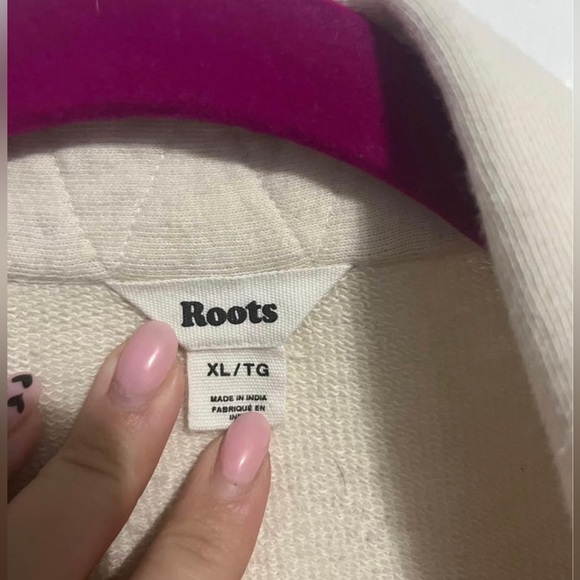 Roots
XL/TG
MADE IN INDIA
FABRIQUÉ EN